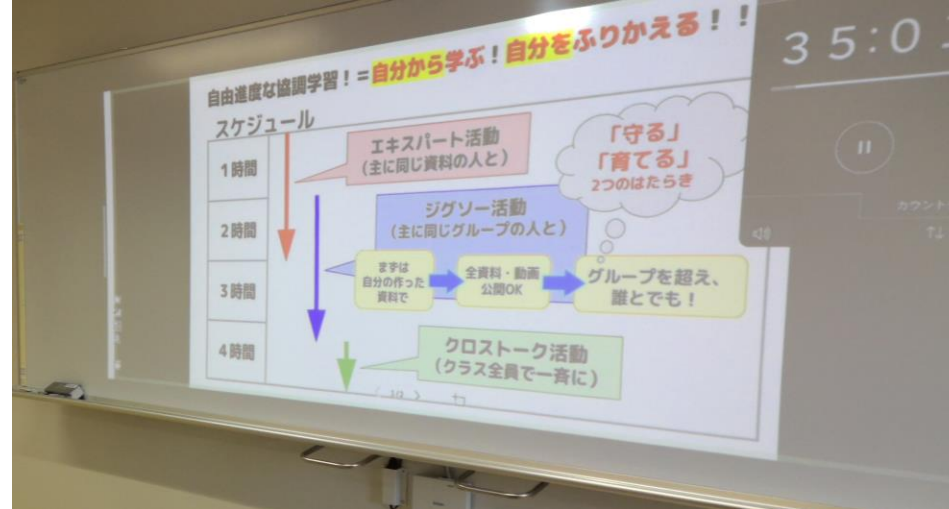 自由進度な協調学習！＝自分から学ぶ！自分をふりかえる！！
35:0
スケジュール
1時間
2時間
3時間
4時間
エキスパート活動
（主に同じ資料の人と）
「守る」
「育てる」
2つのはたらき
ジグソー活動
（主に同じグループの人と）
まずは
自分の作った
資料で
全資料・動画
公開OK
グループを超え、
誰とでも！
クロストーク活動
（クラス全員で一斉に）
カウント